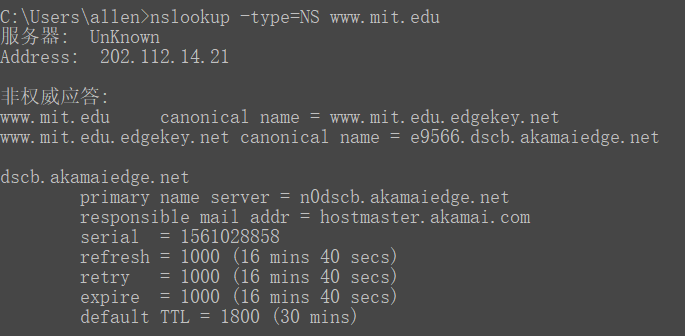 C:\Users\allen>nslookup -type=NS www.mit.edu
服务器:  UnKnown
Address:  202.112.14.21
非权威应答:
www.mit.edu     canonical name = www.mit.edu.edgekey.net
www.mit.edu.edgekey.net canonical name = e9566.dscb.akamaiedge.net
dscb.akamaiedge.net
        primary name server = n0dscb.akamaiedge.net
        responsible mail addr = hostmaster.akamai.com
        serial  = 1561028858
        refresh = 1000 (16 mins 40 secs)
        retry   = 1000 (16 mins 40 secs)
        expire  = 1000 (16 mins 40 secs)
        default TTL = 1800 (30 mins)